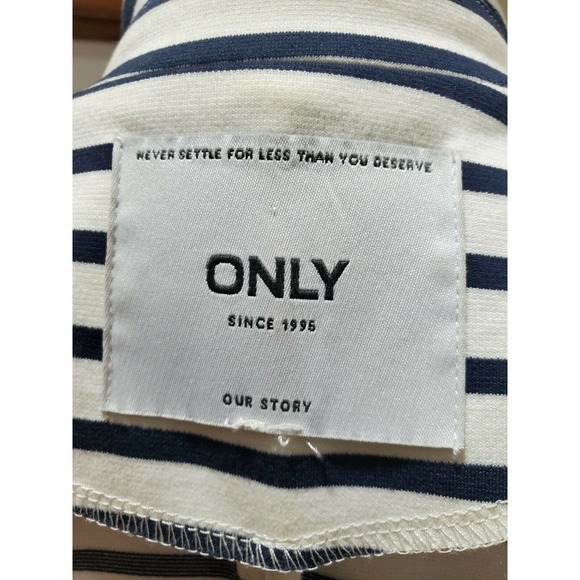 NEVER SETTLE FOR LESS THAN YOU DESERVE
ONLY
SINCE 1995
OUR STORY